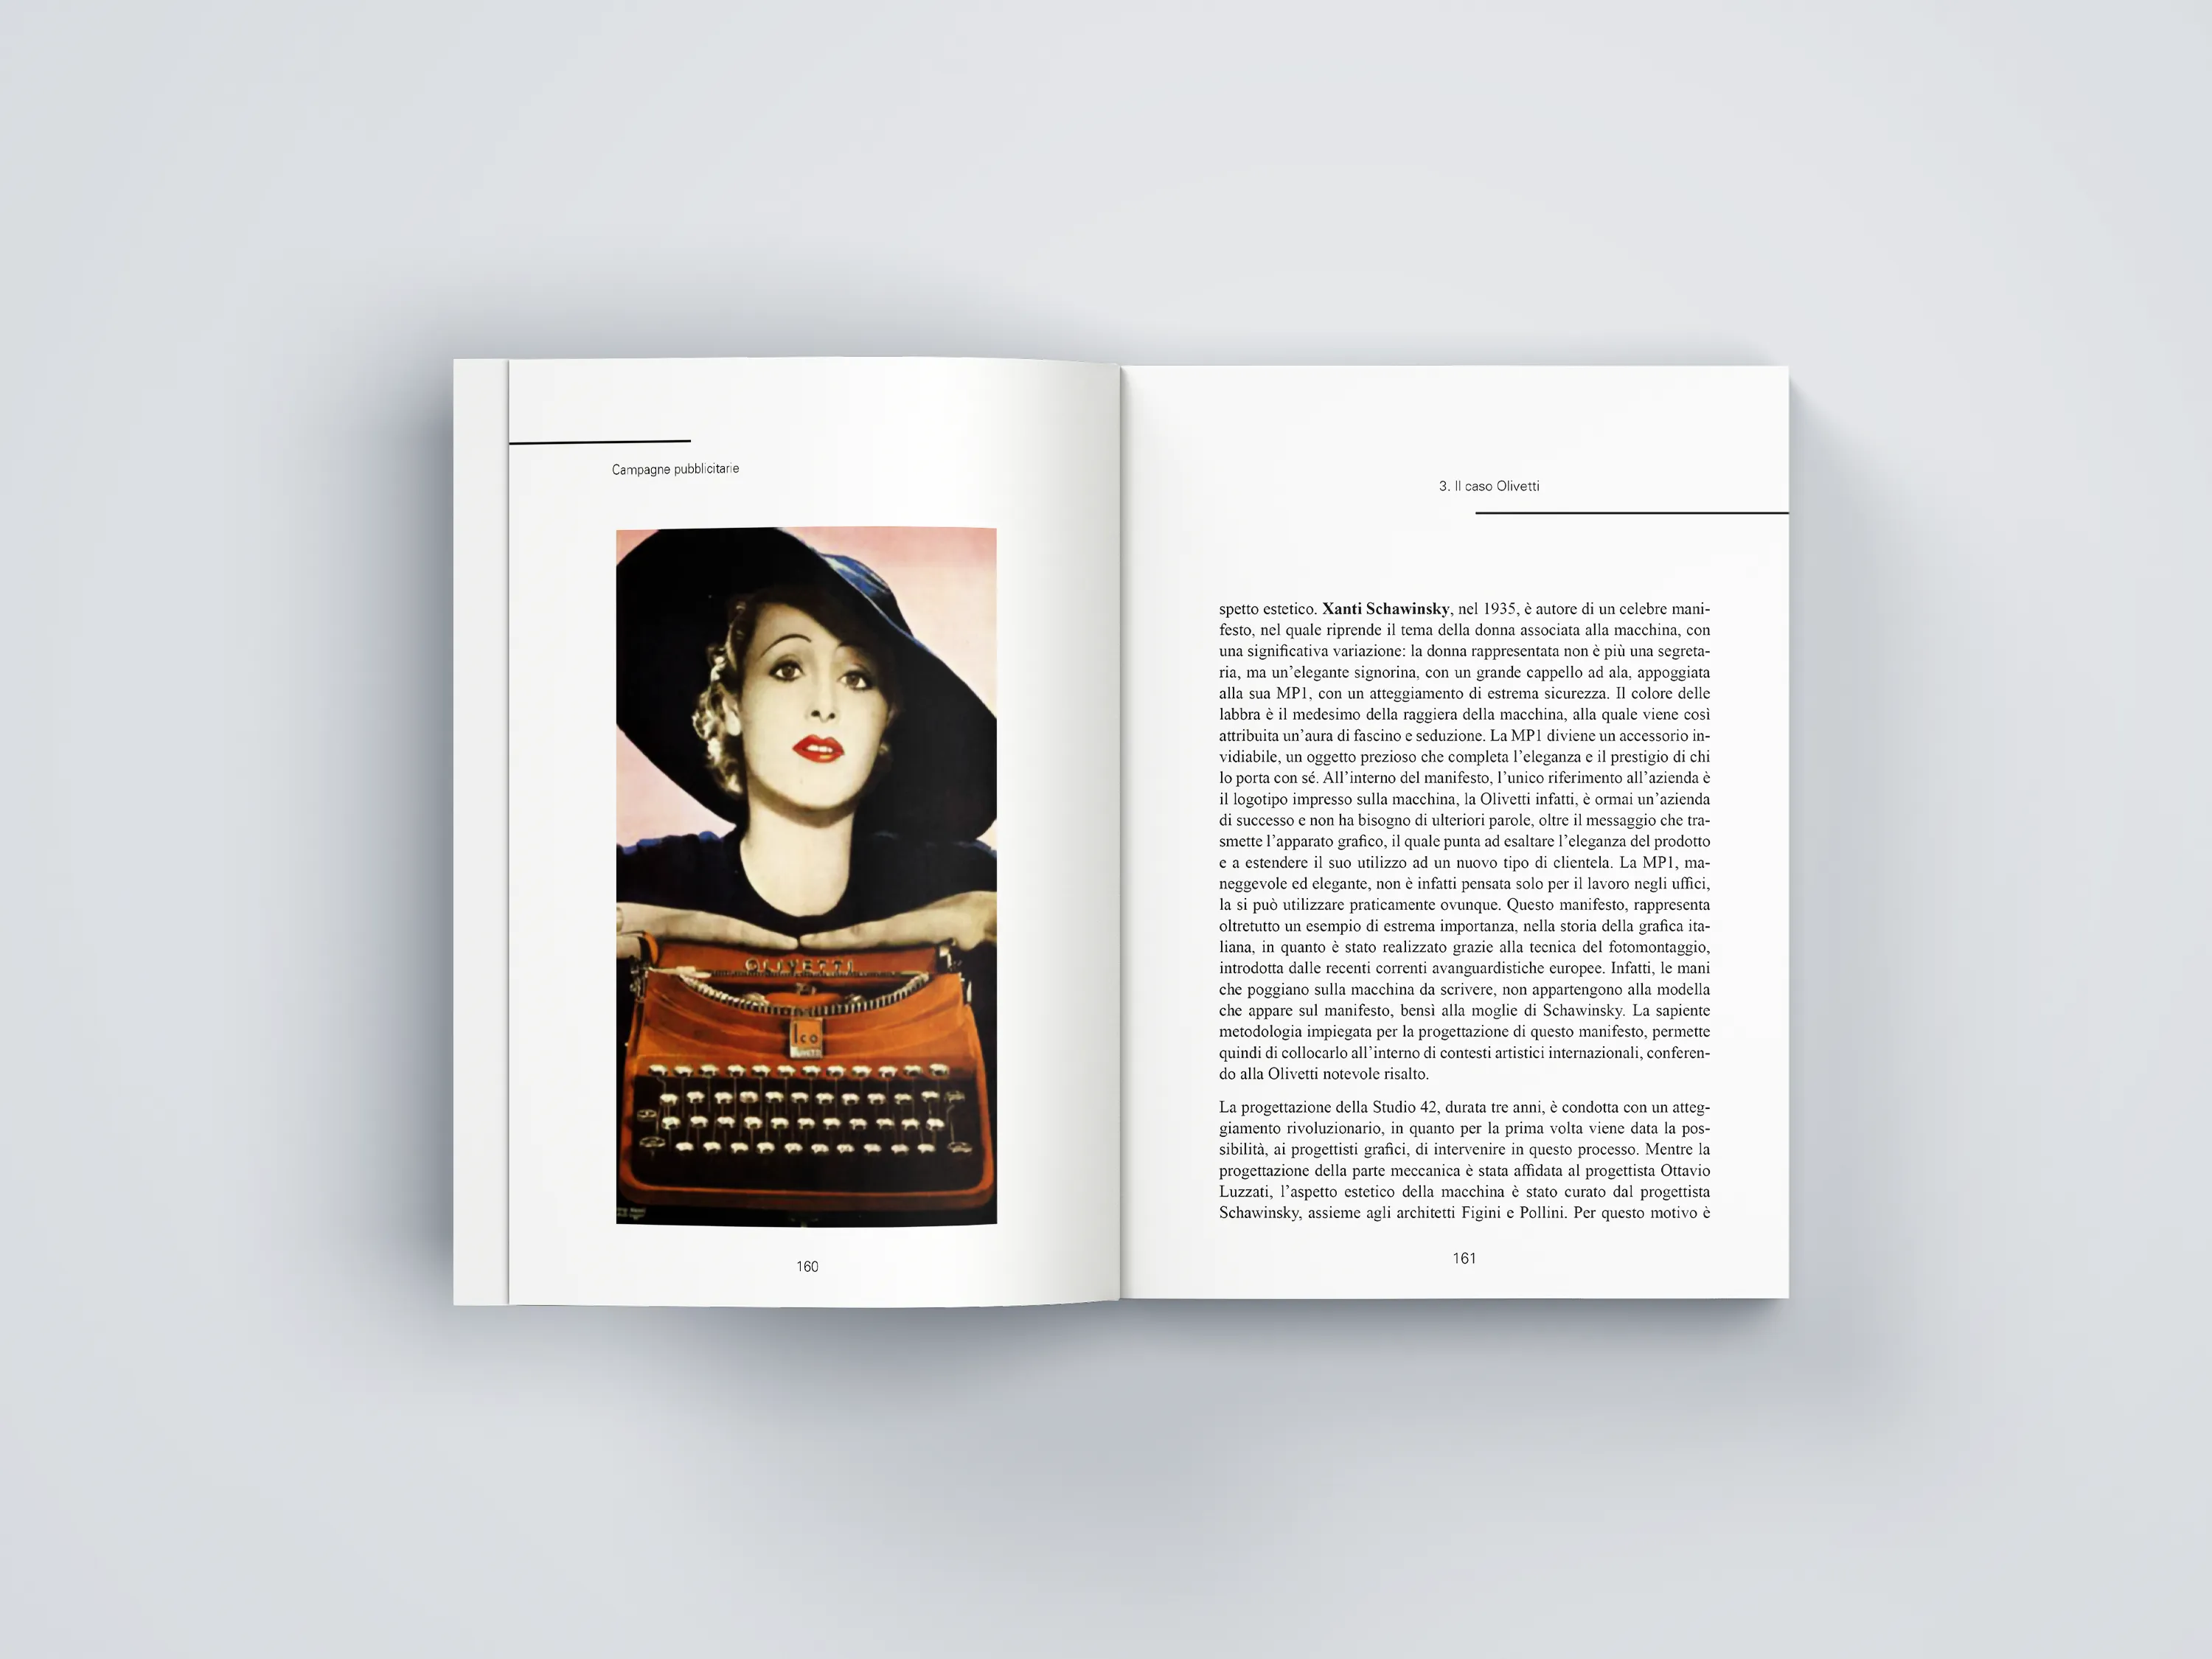 Campagne pubblicitarie
OLIVETTI
Ico
160
3. Il caso Olivetti
spetto estetico. Xanti Schawinsky, nel 1935, è autore di un celebre mani-
festo, nel quale riprende il tema della donna associata alla macchina, con
una significativa variazione: la donna rappresentata non è più una segreta-
ria, ma un’elegante signorina, con un grande cappello ad ala, appoggiata
alla sua MP1, con un atteggiamento di estrema sicurezza. Il colore delle
labbra è il medesimo della raggiera della macchina, alla quale viene così
attribuita un’aura di fascino e seduzione. La MP1 diviene un accessorio in-
vidiabile, un oggetto prezioso che completa l’eleganza e il prestigio di chi
lo porta con sé. All’interno del manifesto, l’unico riferimento all’azienda è
il logotipo impresso sulla macchina, la Olivetti infatti, è ormai un’azienda
di successo e non ha bisogno di ulteriori parole, oltre il messaggio che tra-
smette l’apparato grafico, il quale punta ad esaltare l’eleganza del prodotto
e a estendere il suo utilizzo ad un nuovo tipo di clientela. La MP1, ma-
neggevole ed elegante, non è infatti pensata solo per il lavoro negli uffici,
la si può utilizzare praticamente ovunque. Questo manifesto, rappresenta
oltretutto un esempio di estrema importanza, nella storia della grafica ita-
liana, in quanto è stato realizzato grazie alla tecnica del fotomontaggio,
introdotta dalle recenti correnti avanguardistiche europee. Infatti, le mani
che poggiano sulla macchina da scrivere, non appartengono alla modella
che appare sul manifesto, bensì alla moglie di Schawinsky. La sapiente
metodologia impiegata per la progettazione di questo manifesto, permette
quindi di collocarlo all’interno di contesti artistici internazionali, conferen-
do alla Olivetti notevole risalto.
La progettazione della Studio 42, durata tre anni, è condotta con un atteg-
giamento rivoluzionario, in quanto per la prima volta viene data la pos-
sibilità, ai progettisti grafici, di intervenire in questo processo. Mentre la
progettazione della parte meccanica è stata affidata al progettista Ottavio
Luzzati, l’aspetto estetico della macchina è stato curato dal progettista
Schawinsky, assieme agli architetti Figini e Pollini. Per questo motivo è
161